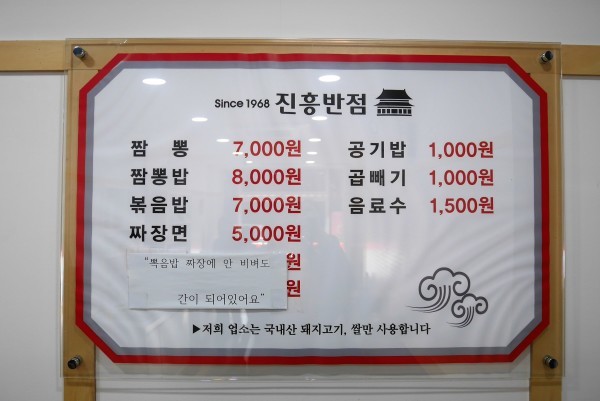 Since 1968 진흥반점
짬 뽕 7,000원
짬뽕밥 8,000원
볶음밥 7,000원
짜장면 5,000원
원
원
"뽁음밥 짜장에 안 비벼도
간이 되어있어요"
공기밥 1,000원
곱빼기 1,000원
음료수 1,500원
▶저희 업소는 국내산 돼지고기, 쌀만 사용합니다